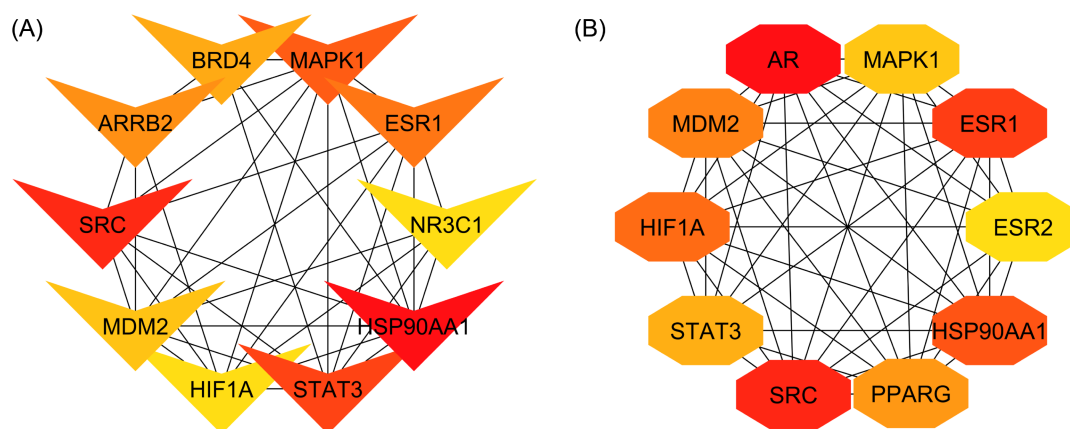 (A)
BRD4
MAPK1
ARRB2
ESR1
SRC
NR3C1
MDM2
HSP90AA1
HIF1A
STAT3
(B)
AR
MAPK1
MDM2
ESR1
HIF1A
ESR2
STAT3
HSP90AA1
SRC
PPARG